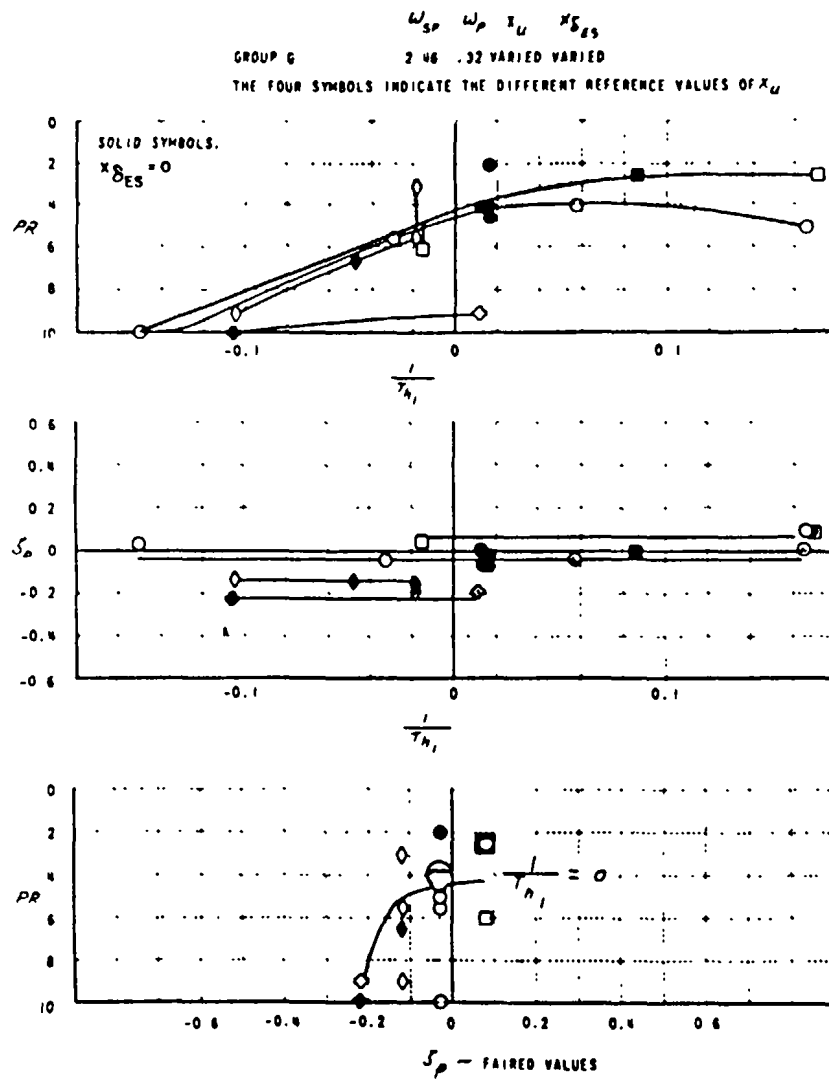 ω_SP ω_P X_u X_δES
GROUP G 2.46 .32 VARIED VARIED
THE FOUR SYMBOLS INDICATE THE DIFFERENT REFERENCE VALUES OF X_u
SOLID SYMBOLS,
X_δES = 0
PR
0
2
4
6
8
10
-0.1 0 0.1
1/T_h1
ζ_P
0.6
0.4
0.2
0
-0.2
-0.4
-0.6
-0.1 0 0.1
1/T_h1
PR
0
2
4
6
8
10
1/T_h1 = 0
-0.6 -0.4 -0.2 0 0.2 0.4 0.6
ζ_P — FAIRED VALUES